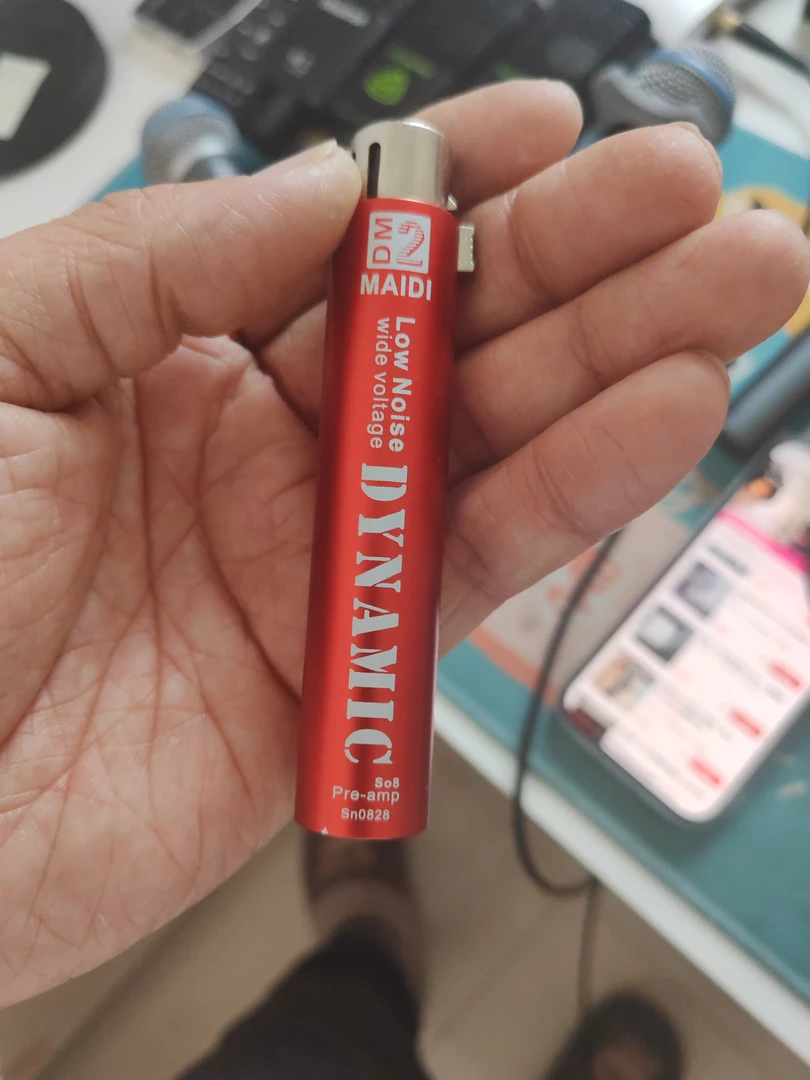 DM2
MAIDI
Low Noise
wide voltage
DYNAMIC
So8
Pre-amp
Sn0828